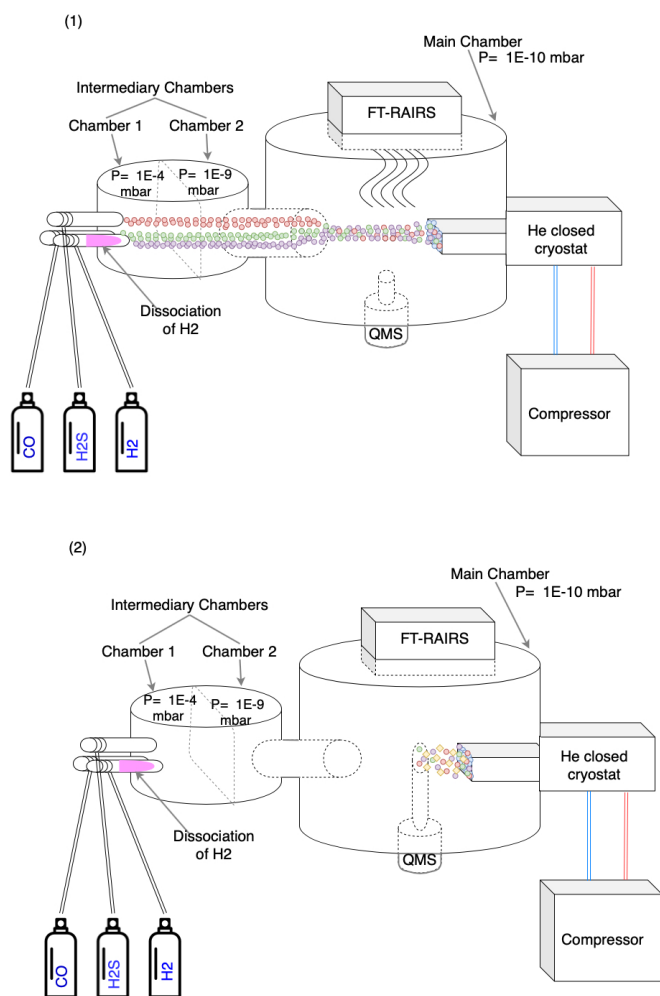 (1)
Main Chamber
P= 1E-10 mbar
Intermediary Chambers
FT-RAIRS
Chamber 1
Chamber 2
P= 1E-4
mbar
P= 1E-9
mbar
He closed
cryostat
Dissociation
of H2
QMS
Compressor
CO
H2S
H2
(2)
Main Chamber
P= 1E-10 mbar
Intermediary Chambers
FT-RAIRS
Chamber 1
Chamber 2
P= 1E-4
mbar
P= 1E-9
mbar
He closed
cryostat
Dissociation
of H2
QMS
Compressor
CO
H2S
H2